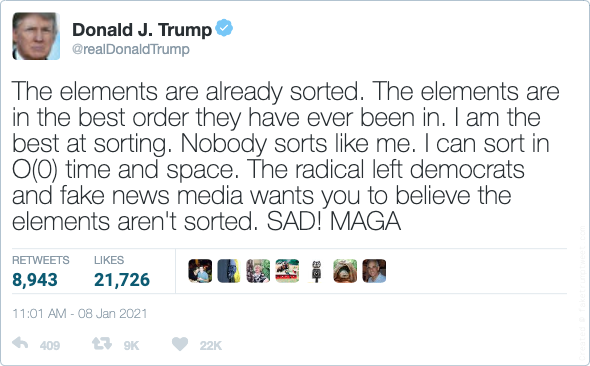 Donald J. Trump
@realDonaldTrump
The elements are already sorted. The elements are
in the best order they have ever been in. I am the
best at sorting. Nobody sorts like me. I can sort in
O(0) time and space. The radical left democrats
and fake news media wants you to believe the
elements aren't sorted. SAD! MAGA
RETWEETS LIKES
8,943 21,726
11:01 AM - 08 Jan 2021
409 9K 22K